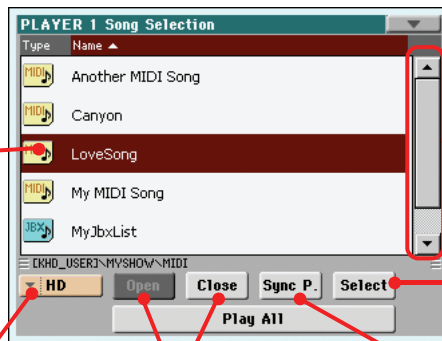 PLAYER 1 Song Selection
Type Name
MIDI Another MIDI Song
MIDI Canyon
MIDI LoveSong
MIDI My MIDI Song
JBX MyJbxList
[KHD_USER]\MYSHOW\MIDI
HD Open Close Sync P. Select
Play All